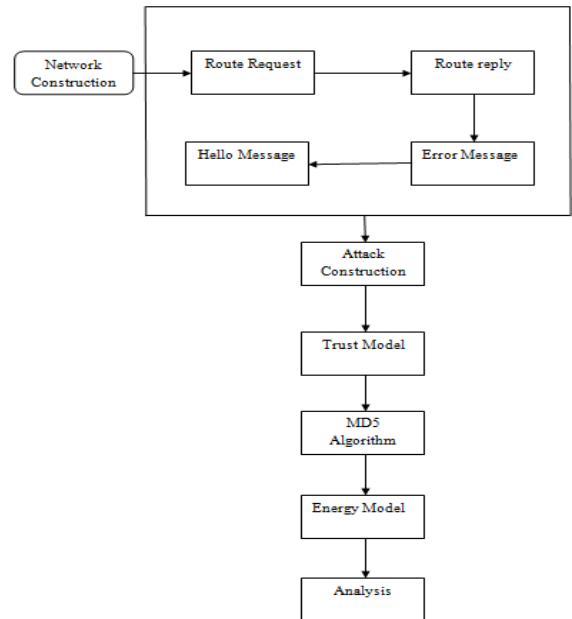 Network
Construction
Route Request
Route reply
Hello Message
Error Message
Attack
Construction
Trust Model
MD5
Algorithm
Energy Model
Analysis